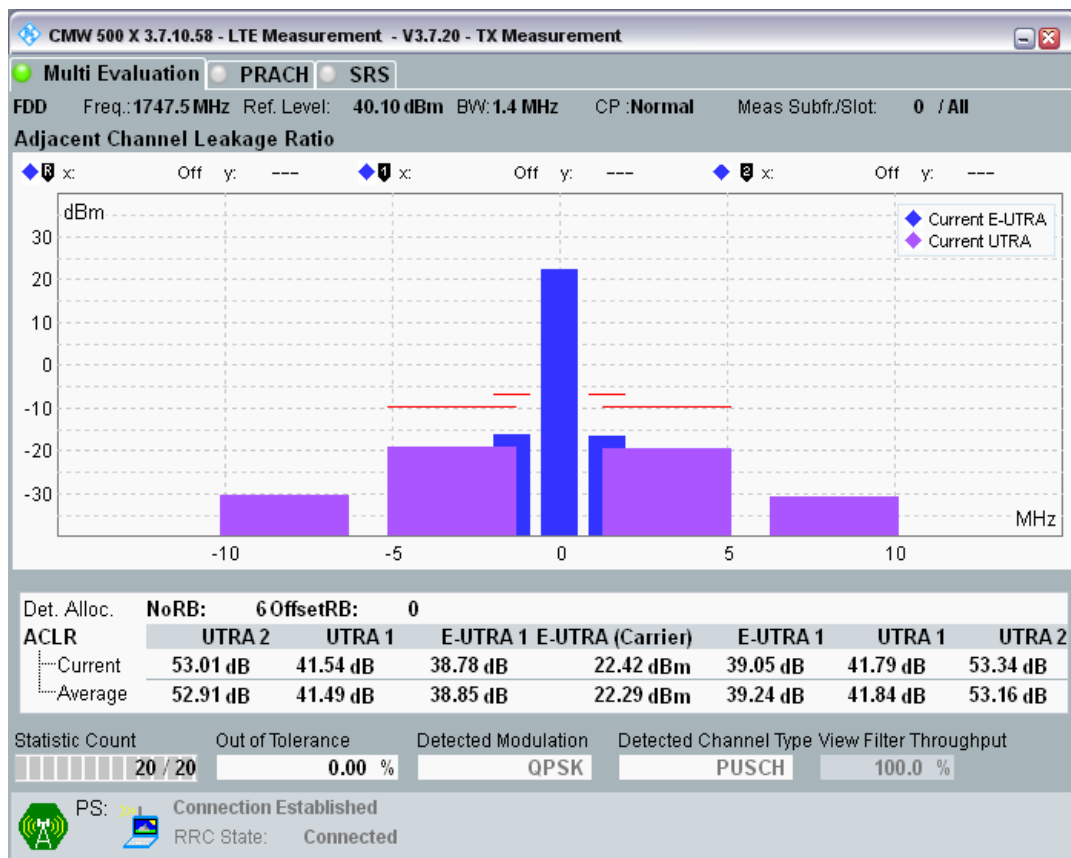 CMW 500 X 3.7.10.58 - LTE Measurement - V3.7.20 - TX Measurement
Multi Evaluation PRACH SRS
FDD Freq.: 1747.5 MHz Ref. Level: 40.10 dBm BW: 1.4 MHz CP :Normal Meas Subfr./Slot: 0 / All
Adjacent Channel Leakage Ratio
R x: Off y: --- 1 x: Off y: --- 2 x: Off y: ---
dBm
Current E-UTRA
Current UTRA
30
20
10
0
-10
-20
-30
MHz
-10 -5 0 5 10
Det. Alloc. NoRB: 6 OffsetRB: 0
ACLR UTRA 2 UTRA 1 E-UTRA 1 E-UTRA (Carrier) E-UTRA 1 UTRA 1 UTRA 2
Current 53.01 dB 41.54 dB 38.78 dB 22.42 dBm 39.05 dB 41.79 dB 53.34 dB
Average 52.91 dB 41.49 dB 38.85 dB 22.29 dBm 39.24 dB 41.84 dB 53.16 dB
Statistic Count Out of Tolerance Detected Modulation Detected Channel Type View Filter Throughput
20 / 20 0.00 % QPSK PUSCH 100.0 %
PS: Connection Established
RRC State: Connected